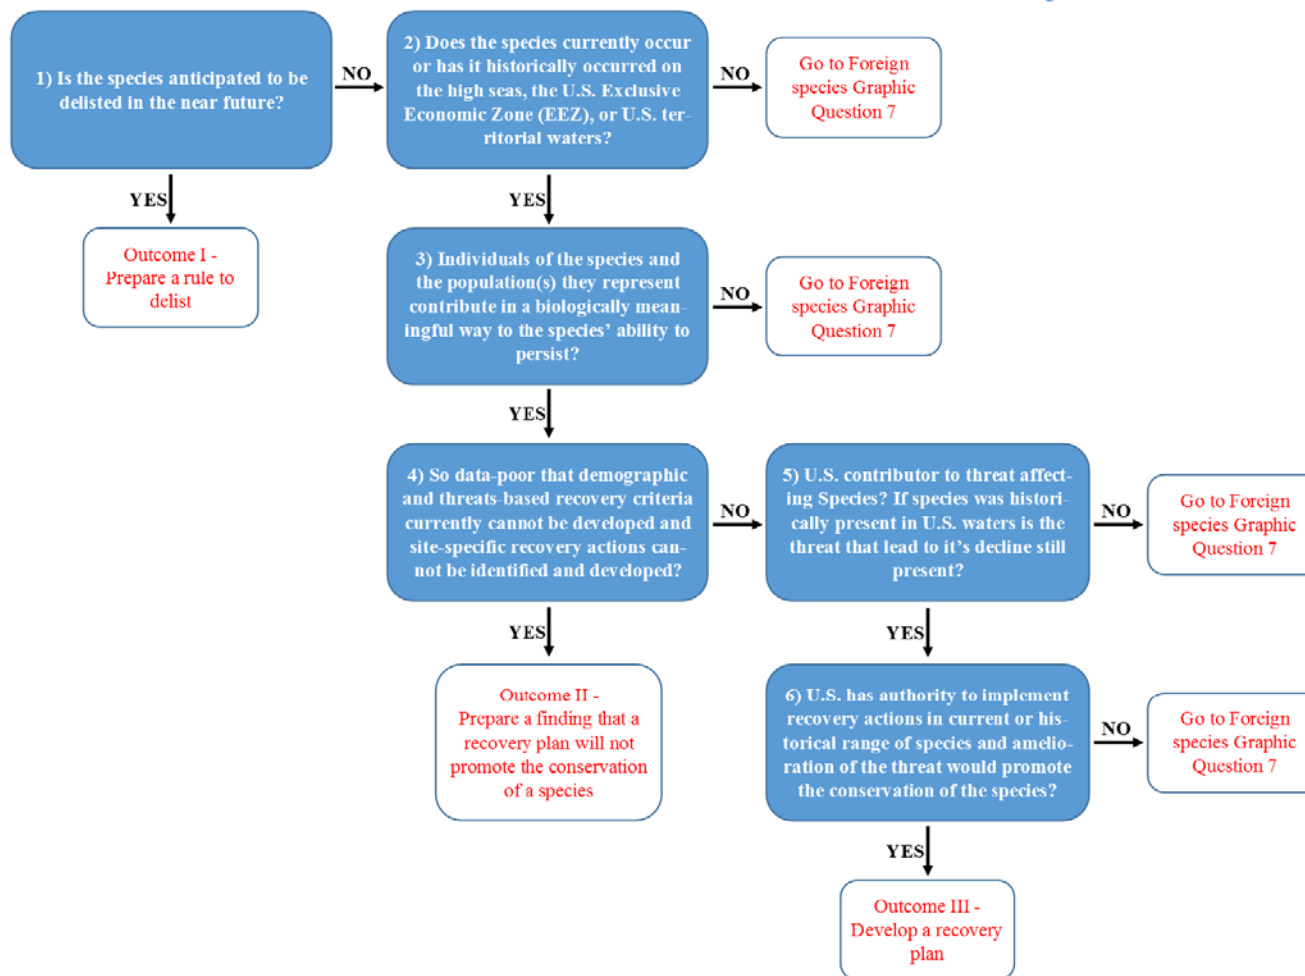 1) Is the species anticipated to be
delisted in the near future?
NO
2) Does the species currently occur
or has it historically occurred on
the high seas, the U.S. Exclusive
Economic Zone (EEZ), or U.S. ter-
ritorial waters?
NO
Go to Foreign
species Graphic
Question 7
YES
Outcome I -
Prepare a rule to
delist
YES
3) Individuals of the species and
the population(s) they represent
contribute in a biologically mean-
ingful way to the species’ ability to
persist?
NO
Go to Foreign
species Graphic
Question 7
YES
4) So data-poor that demographic
and threats-based recovery criteria
currently cannot be developed and
site-specific recovery actions can-
not be identified and developed?
NO
5) U.S. contributor to threat affect-
ing Species? If species was histori-
cally present in U.S. waters is the
threat that lead to it’s decline still
present?
NO
Go to Foreign
species Graphic
Question 7
YES
Outcome II -
Prepare a finding that a
recovery plan will not
promote the conservation
of a species
YES
6) U.S. has authority to implement
recovery actions in current or his-
torical range of species and amelio-
ration of the threat would promote
the conservation of the species?
NO
Go to Foreign
species Graphic
Question 7
YES
Outcome III -
Develop a recovery
plan